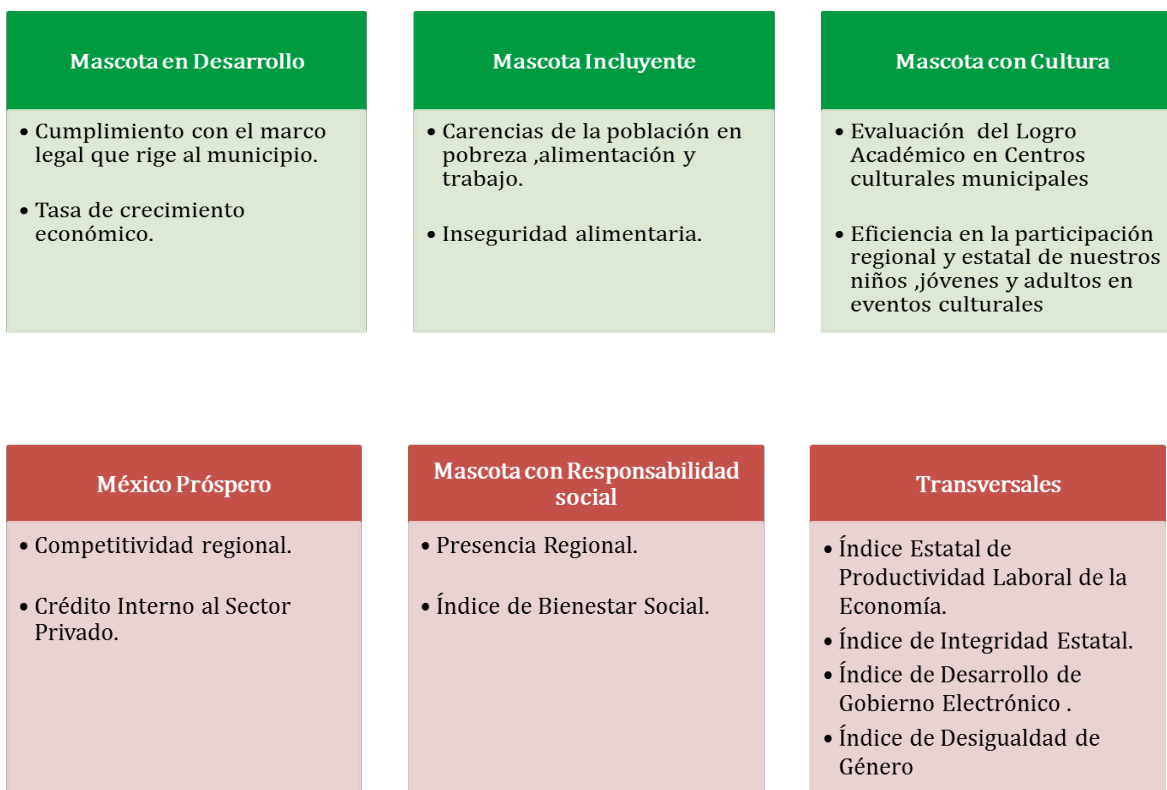 Mascota en Desarrollo
• Cumplimiento con el marco
legal que rige al municipio.
• Tasa de crecimiento
económico.
Mascota Incluyente
• Carencias de la población en
pobreza ,alimentación y
trabajo.
• Inseguridad alimentaria.
Mascota con Cultura
• Evaluación del Logro
Académico en Centros
culturales municipales
• Eficiencia en la participación
regional y estatal de nuestros
niños ,jóvenes y adultos en
eventos culturales
México Próspero
• Competitividad regional.
• Crédito Interno al Sector
Privado.
Mascota con Responsabilidad
social
• Presencia Regional.
• Índice de Bienestar Social.
Transversales
• Índice Estatal de
Productividad Laboral de la
Economía.
• Índice de Integridad Estatal.
• Índice de Desarrollo de
Gobierno Electrónico .
• Índice de Desigualdad de
Género